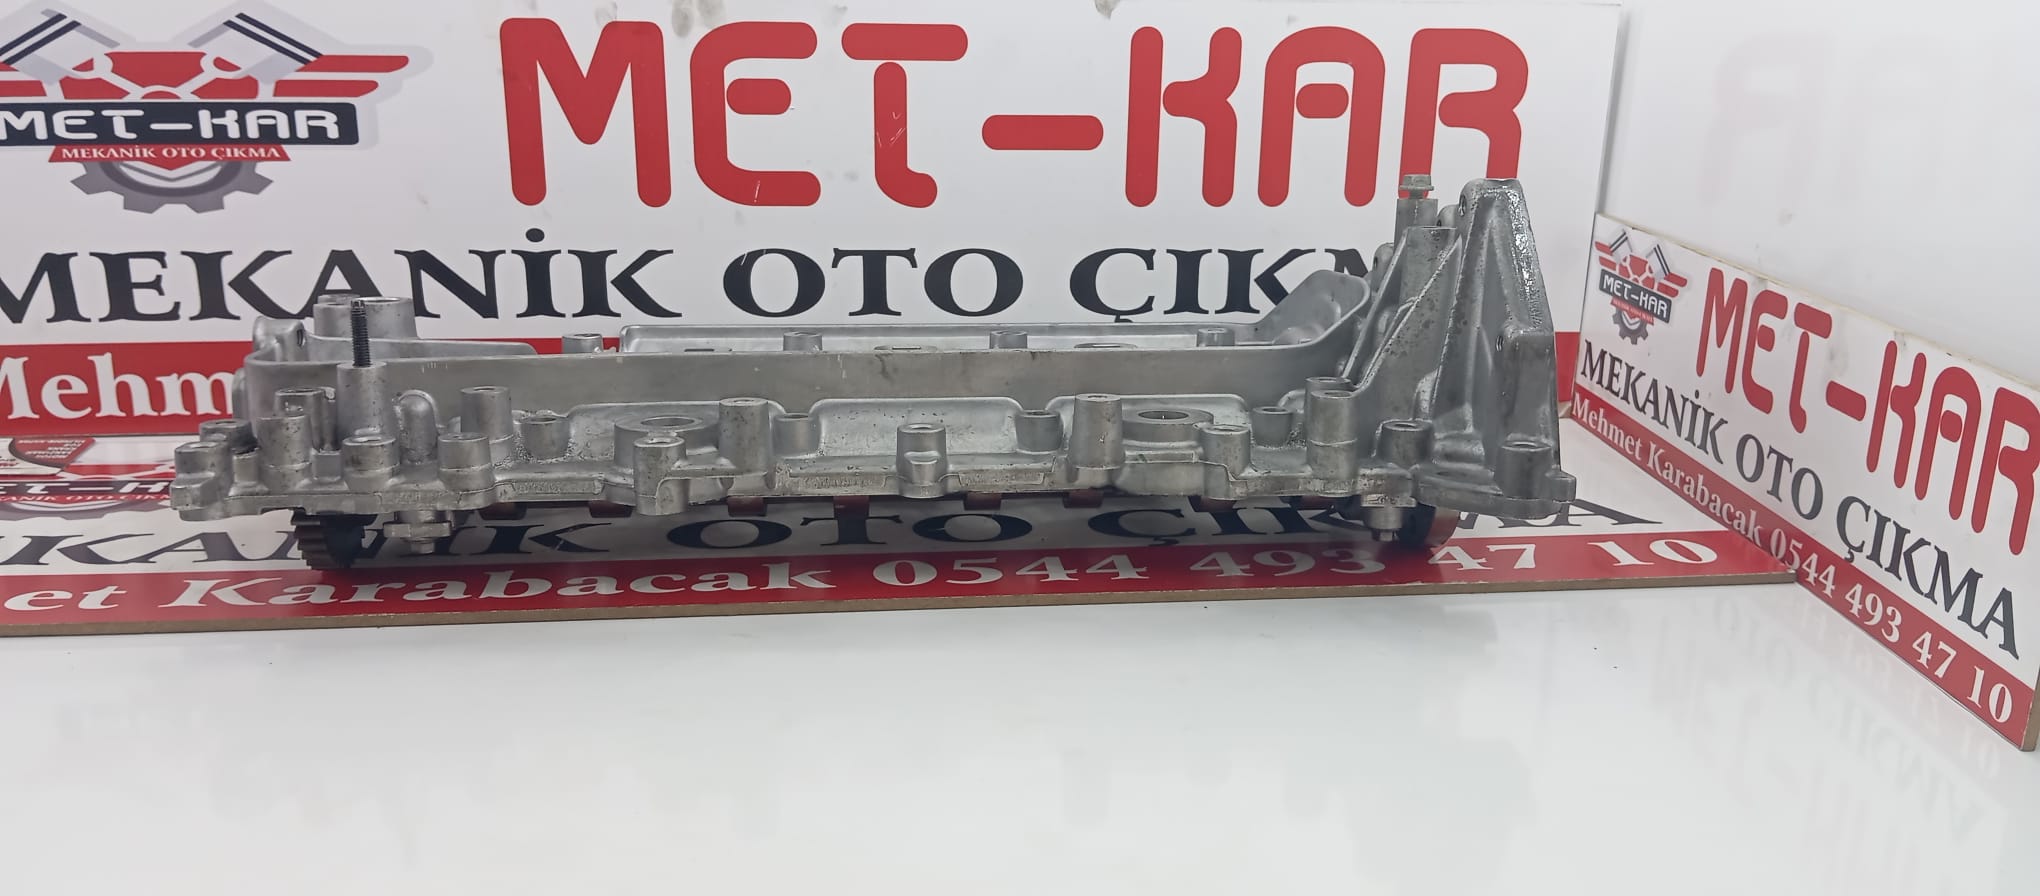 MET-KAR
MEKANİK OTO ÇIKMA
MET-KAR
MEKANİK OTO ÇIKMA
Mehm
MEKANİK OTO ÇIKMA
et Karabacak 0544 493 47 10
MET-KAR
MET-KAR
MEKANİK OTO ÇIKMA
Mehmet Karabacak 0544 493 47 10